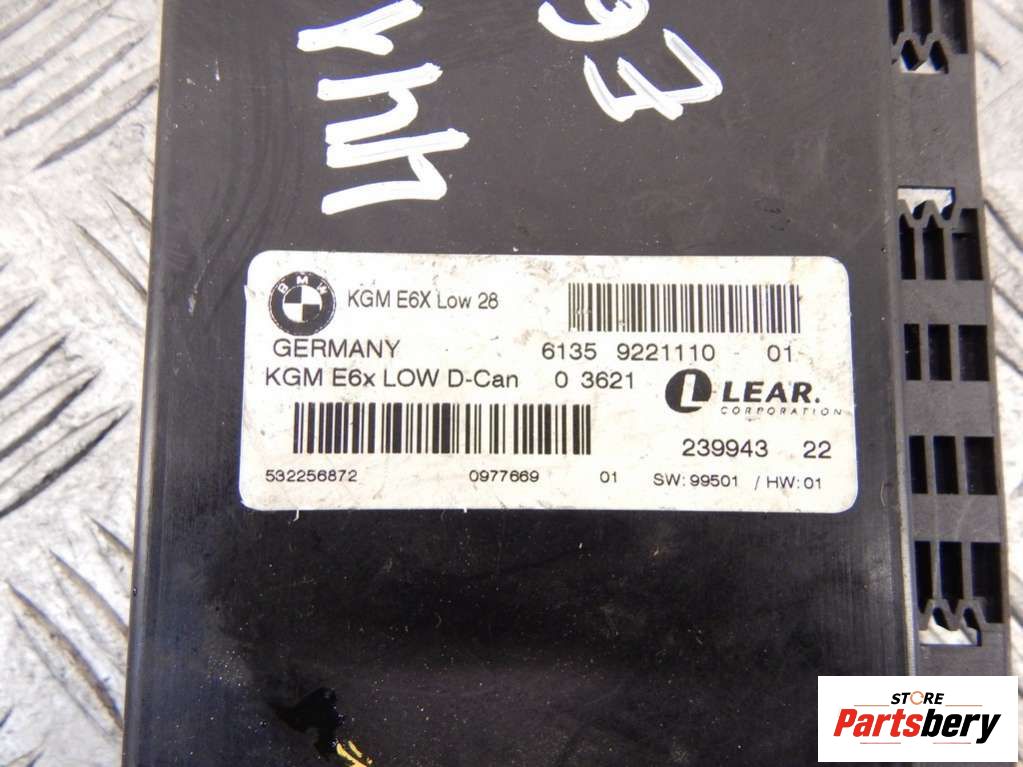 BMW
KGM E6X Low 28
GERMANY 6135 9221110 01
KGM E6x LOW D-Can 0 3621
LEAR.
CORPORATION
239943 22
532256872 0977669 01 SW: 99501 / HW: 01
STORE
Partsbery